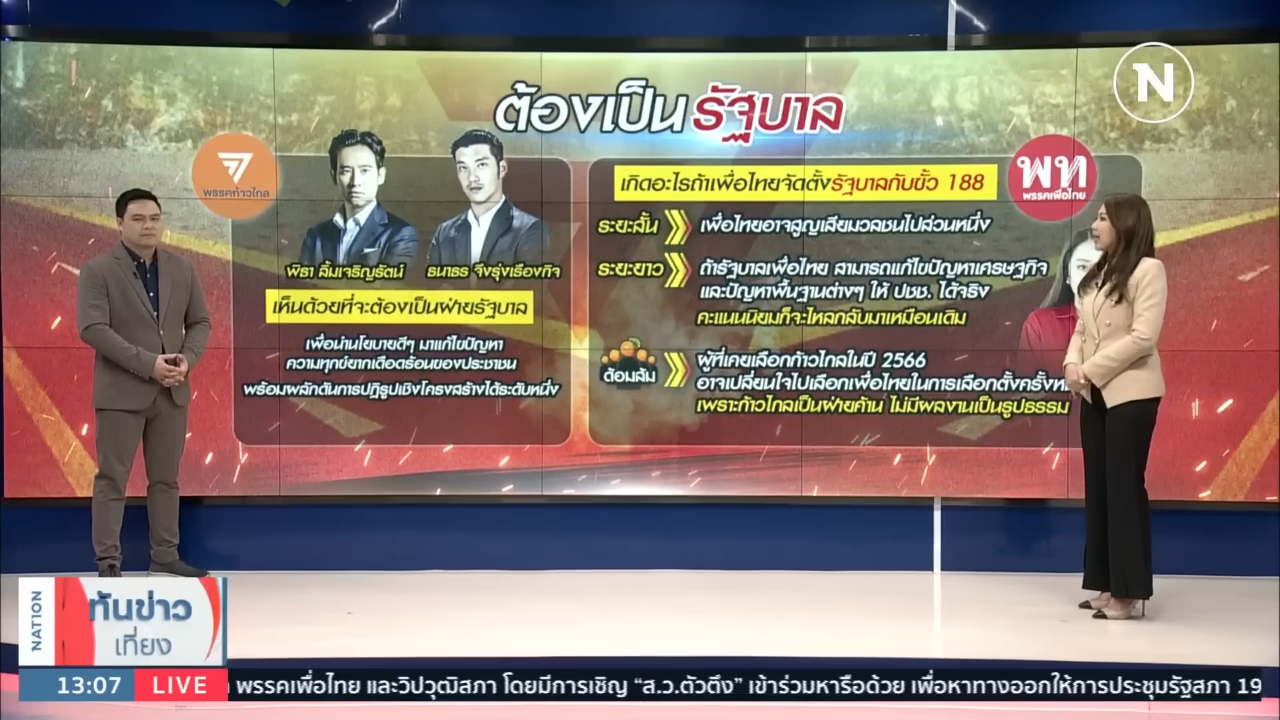 N
ต้องเป็นรัฐบาล
พรรคก้าวไกล
พิธา ลิ้มเจริญรัตน์
ธนาธร จึงรุ่งเรืองกิจ
เห็นด้วยที่จะต้องเป็นฝ่ายรัฐบาล
เพื่อนำนโยบายดีๆ มาแก้ไขปัญหา
ความทุกข์ยากเดือดร้อนของประชาชน
พร้อมผลักดันการปฏิรูปเชิงโครงสร้างได้ระดับหนึ่ง
พท
พรรคเพื่อไทย
เกิดอะไรถ้าเพื่อไทยจัดตั้งรัฐบาลกับขั้ว 188
ระยะสั้น เพื่อไทยอาจสูญเสียมวลชนไปส่วนหนึ่ง
ระยะยาว ถ้ารัฐบาลเพื่อไทย สามารถแก้ไขปัญหาเศรษฐกิจ
และปัญหาพื้นฐานต่างๆ ให้ ปชช. ได้จริง
คะแนนนิยมก็จะไหลกลับมาเหมือนเดิม
ด้อมส้ม ผู้ที่เคยเลือกก้าวไกลในปี 2566
อาจเปลี่ยนใจไปเลือกเพื่อไทยในการเลือกตั้งครั้ง
เพราะก้าวไกลเป็นฝ่ายค้าน ไม่มีผลงานเป็นรูปธรรม
NATION
ทันข่าว
เที่ยง
13:07 LIVE
พรรคเพื่อไทย และวิปวุฒิสภา โดยมีการเชิญ “ส.ว.ตัวตึง” เข้าร่วมหารือด้วย เพื่อหาทางออกให้การประชุมรัฐสภา 19